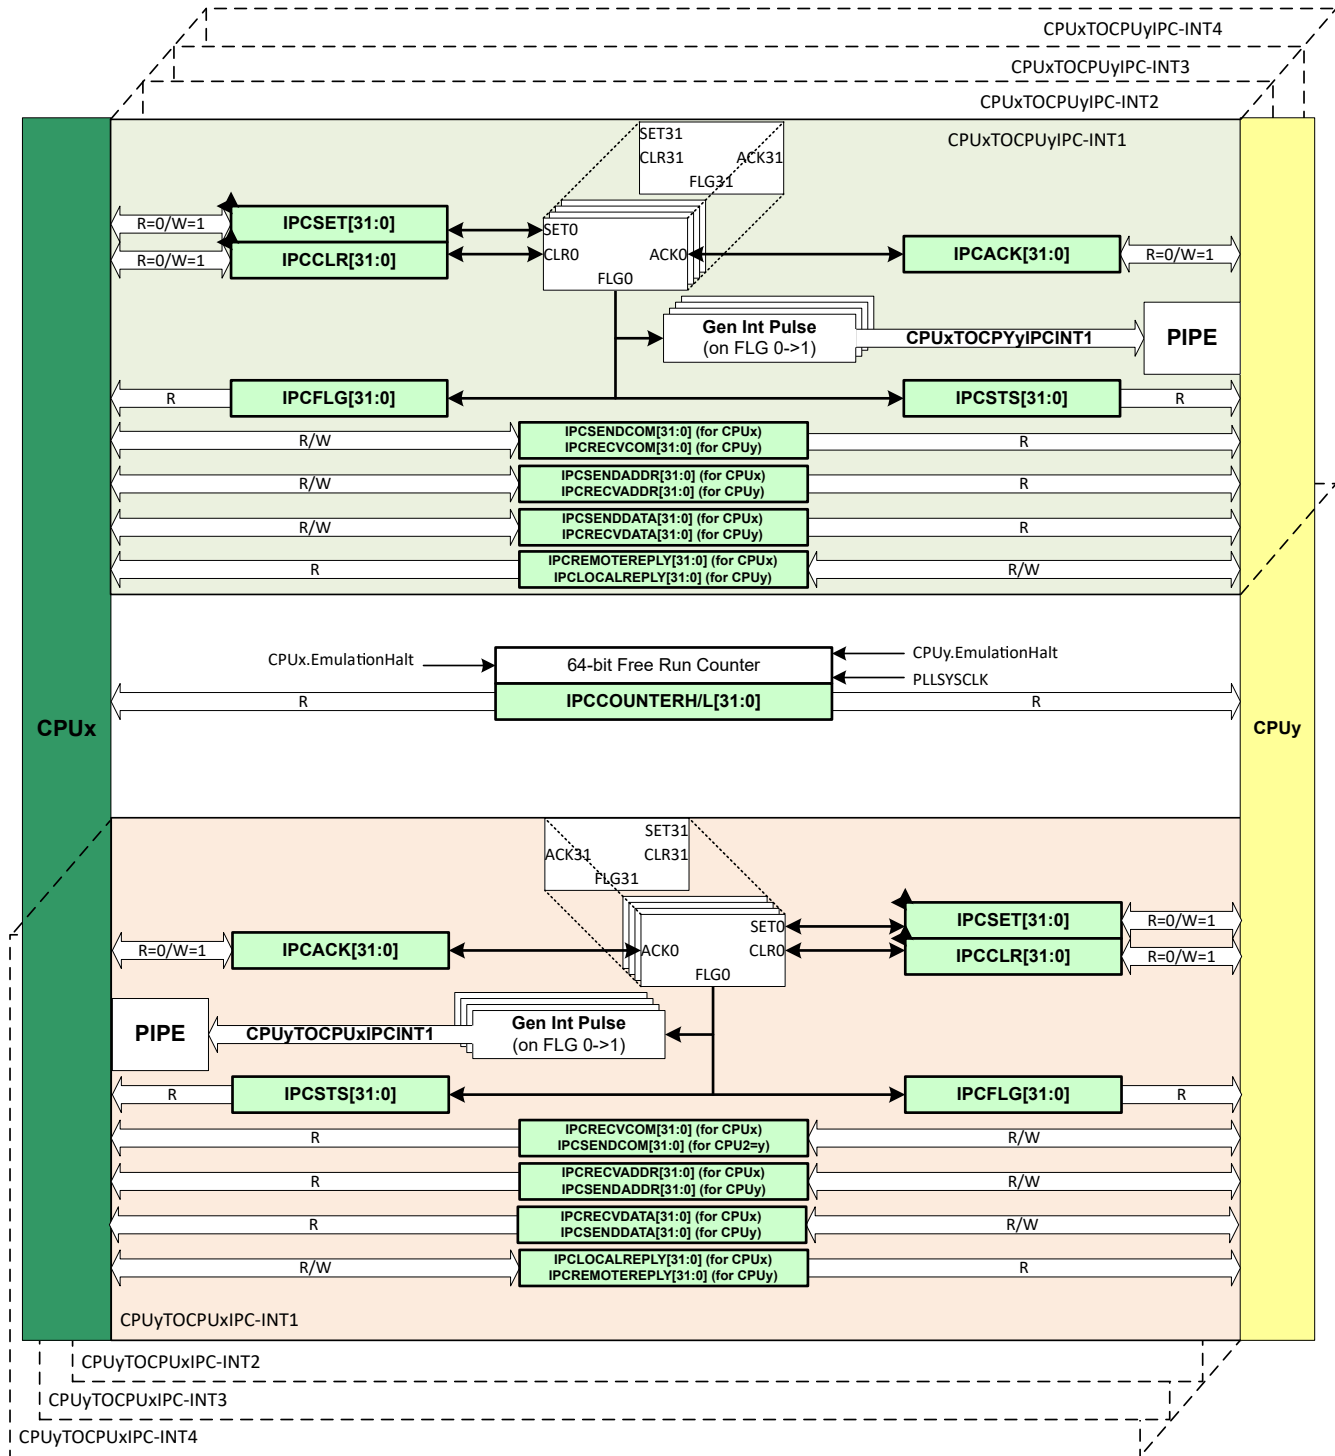 CPUxTOCPUyIPC-INT4
CPUxTOCPUyIPC-INT3
CPUxTOCPUyIPC-INT2
CPUxTOCPUyIPC-INT1
SET31
CLR31 ACK31
FLG31
R=0/W=1 IPCSET[31:0] SET0
R=0/W=1 IPCCLR[31:0] CLR0 ACK0 IPCACK[31:0] R=0/W=1
FLG0
Gen Int Pulse
(on FLG 0->1)
CPUxTOCPYyIPCINT1
PIPE
R IPCFLG[31:0] IPCSTS[31:0] R
R/W IPCSENDCOM[31:0] (for CPUx)
IPCRECVCOM[31:0] (for CPUy) R
R/W IPCSENDADDR[31:0] (for CPUx)
IPCRECVADDR[31:0] (for CPUy) R
R/W IPCSENDDATA[31:0] (for CPUx)
IPCRECVDATA[31:0] (for CPUy) R
R IPCREMOTEREPLY[31:0] (for CPUx)
IPCLOCALREPLY[31:0] (for CPUy) R/W
CPUx.EmulationHalt 64-bit Free Run Counter CPUy.EmulationHalt
PLLSYSCLK
R IPCCOUNTERH/L[31:0] R
CPUx
CPUy
SET31
ACK31 CLR31
FLG31
SET0 IPCSET[31:0] R=0/W=1
R=0/W=1 IPCACK[31:0] ACK0 CLR0 IPCCLR[31:0] R=0/W=1
FLG0
PIPE
CPUyTOCPUxIPCINT1
Gen Int Pulse
(on FLG 0->1)
R IPCSTS[31:0] IPCFLG[31:0] R
R IPCRECVCOM[31:0] (for CPUx)
IPCSENDCOM[31:0] (for CPU2=y) R/W
R IPCRECVADDR[31:0] (for CPUx)
IPCSENDADDR[31:0] (for CPUy) R/W
R IPCRECVDATA[31:0] (for CPUx)
IPCSENDDATA[31:0] (for CPUy) R/W
R/W IPCLOCALREPLY[31:0] (for CPUx)
IPCREMOTEREPLY[31:0] (for CPUy) R
CPUyTOCPUxIPC-INT1
CPUyTOCPUxIPC-INT2
CPUyTOCPUxIPC-INT3
CPUyTOCPUxIPC-INT4